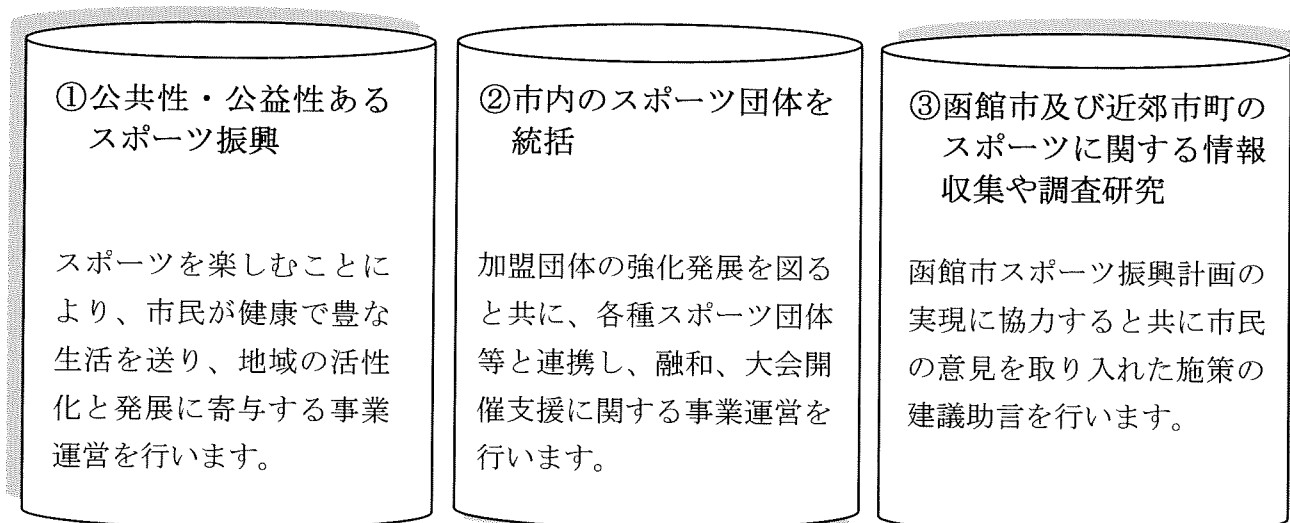 ①公共性・公益性ある
スポーツ振興
スポーツを楽しむことに
より、市民が健康で豊な
生活を送り、地域の活性
化と発展に寄与する事業
運営を行います。
②市内のスポーツ団体を
統括
加盟団体の強化発展を図る
と共に、各種スポーツ団体
等と連携し、融和、大会開
催支援に関する事業運営を
行います。
③函館市及び近郊市町の
スポーツに関する情報
収集や調査研究
函館市スポーツ振興計画の
実現に協力すると共に市民
の意見を取り入れた施策の
建議助言を行います。